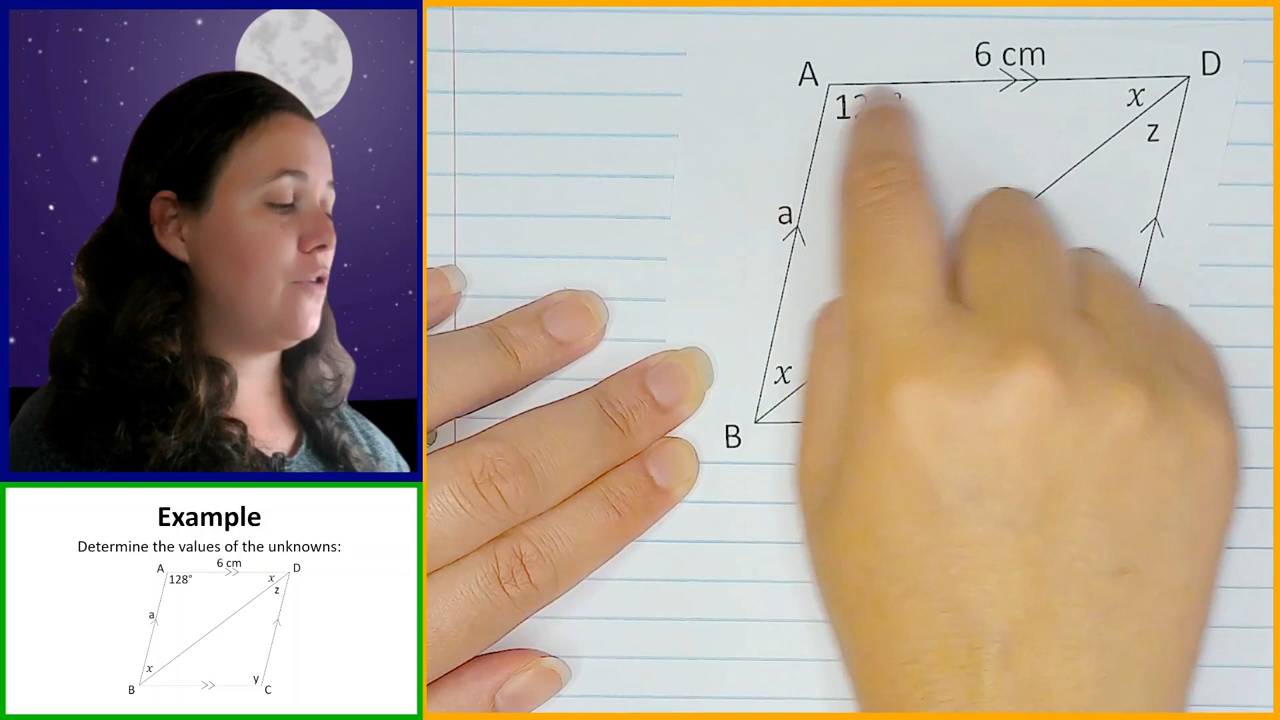 Example
Determine the values of the unknowns:
6 cm
A
D
128°
x
z
a
x
y
B
C
6 cm
A
D
x
z
a
x
B